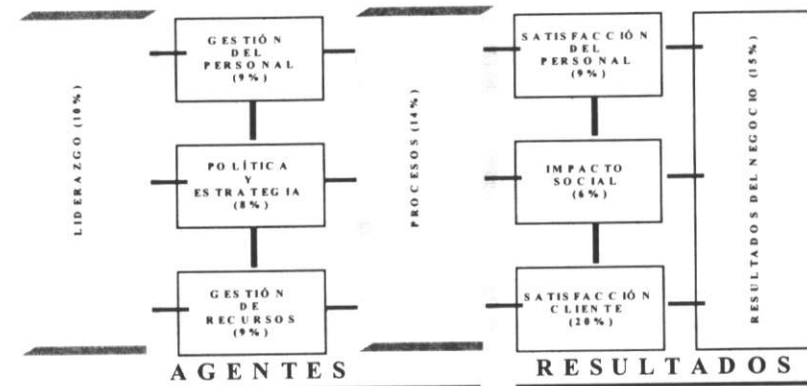 LIDERAZGO (10%)
GESTIÓN
DEL
PERSONAL
(9%)
POLÍTICA
Y
ESTRATEGIA
(8%)
GESTIÓN
DE
RECURSOS
(9%)
PROCESOS (14%)
SATISFACCIÓN
DEL
PERSONAL
(9%)
IMPACTO
SOCIAL
(6%)
SATISFACCIÓN
CLIENTE
(20%)
RESULTADOS DEL NEGOCIO (15%)
AGENTES
RESULTADOS